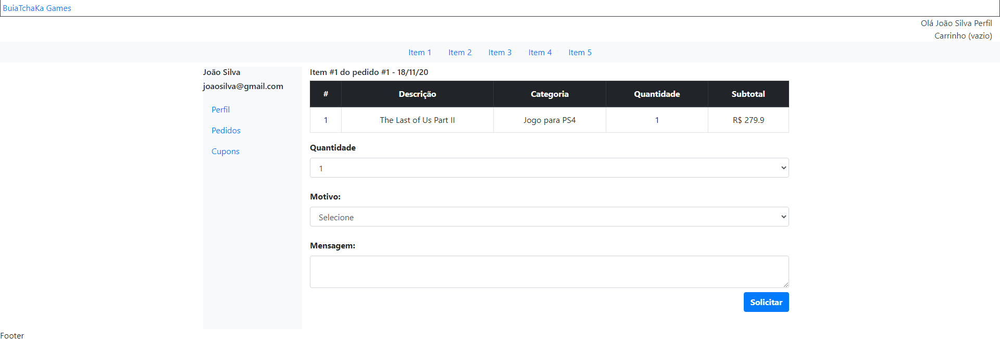 BuiaTchaKa Games
Olá João Silva Perfil
Carrinho (vazio)
Item 1 Item 2 Item 3 Item 4 Item 5
João Silva
joaosilva@gmail.com
Perfil
Pedidos
Cupons
Item #1 do pedido #1 - 18/11/20
# Descrição Categoria Quantidade Subtotal
1 The Last of Us Part II Jogo para PS4 1 R$ 279.9
Quantidade
1
Motivo:
Selecione
Mensagem:
Solicitar
Footer